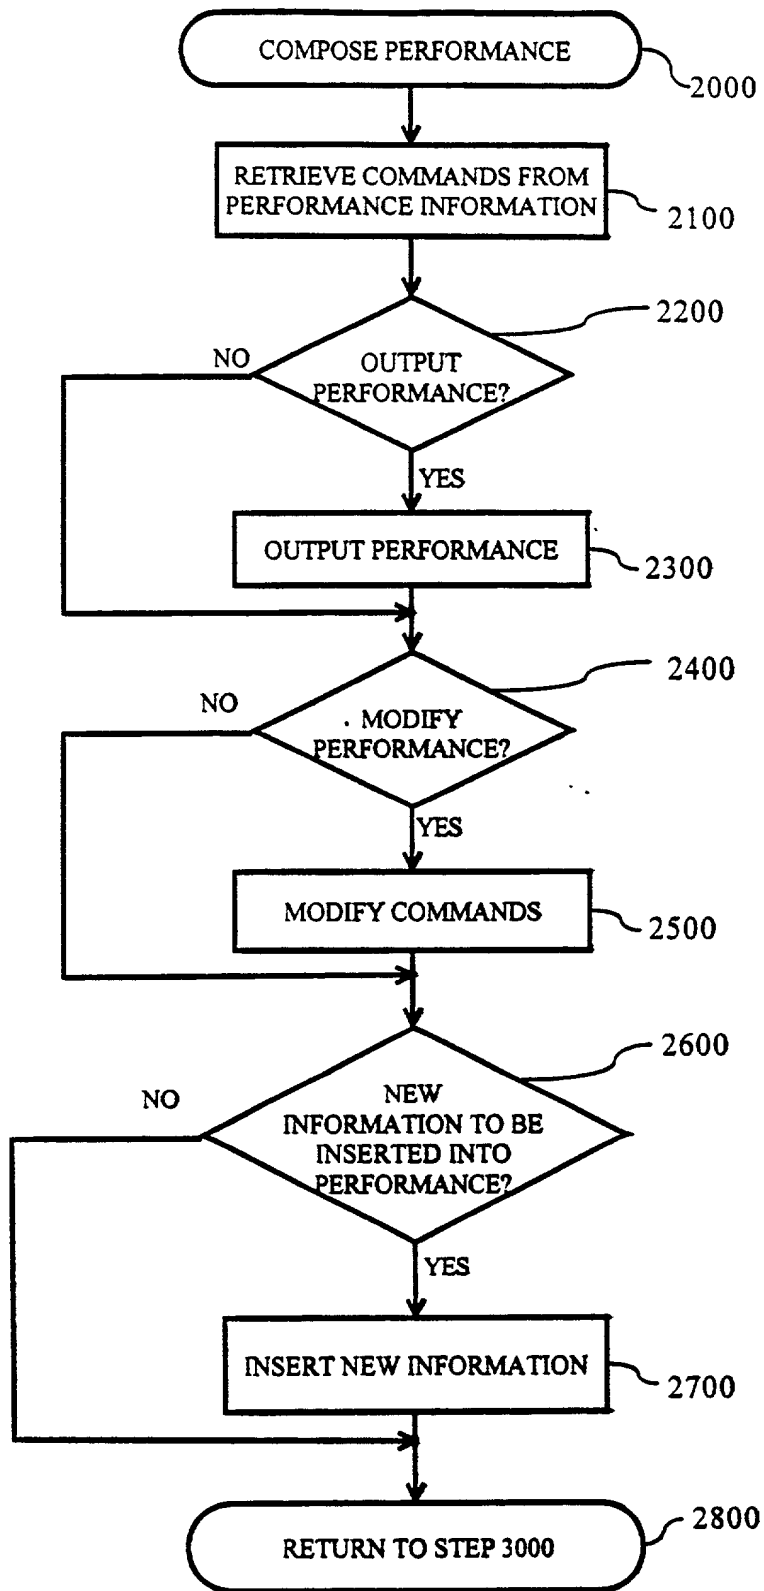 COMPOSE PERFORMANCE
2000
RETRIEVE COMMANDS FROM
PERFORMANCE INFORMATION
2100
2200
NO
OUTPUT
PERFORMANCE?
YES
OUTPUT PERFORMANCE
2300
2400
NO
MODIFY
PERFORMANCE?
YES
MODIFY COMMANDS
2500
2600
NO
NEW
INFORMATION TO BE
INSERTED INTO
PERFORMANCE?
YES
INSERT NEW INFORMATION
2700
RETURN TO STEP 3000
2800